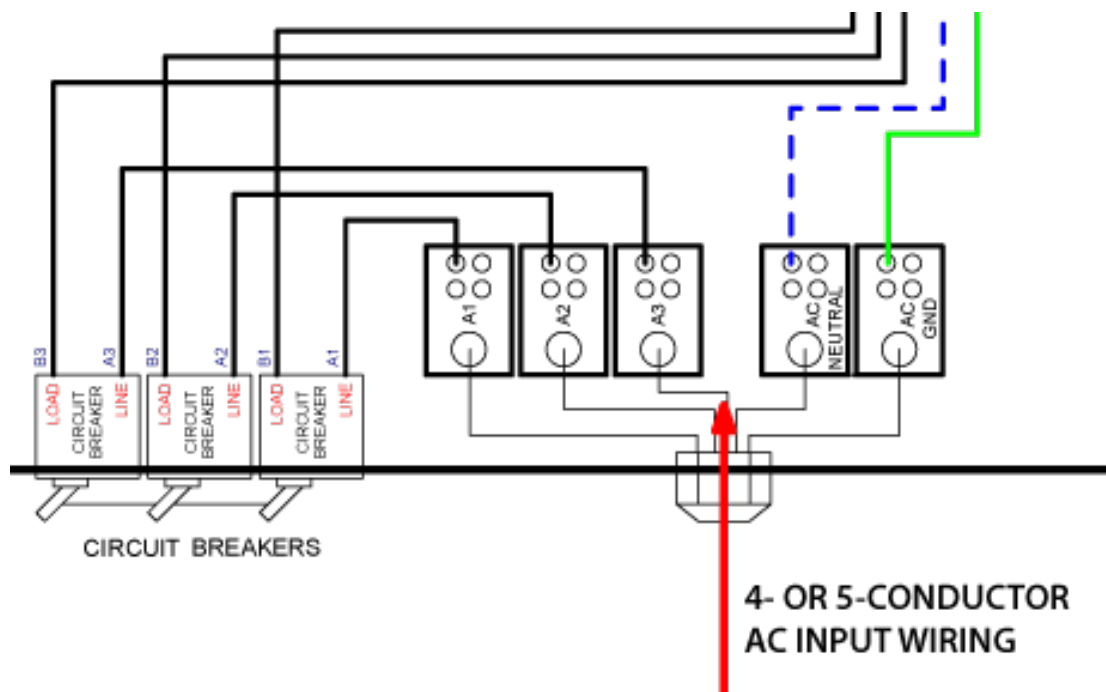 A1
A2
A3
AC
NEUTRAL
AC
GND
B3
A3
B2
A2
B1
A1
LOAD
CIRCUIT
BREAKER
LINE
LOAD
CIRCUIT
BREAKER
LINE
LOAD
CIRCUIT
BREAKER
LINE
CIRCUIT BREAKERS
4- OR 5-CONDUCTOR
AC INPUT WIRING